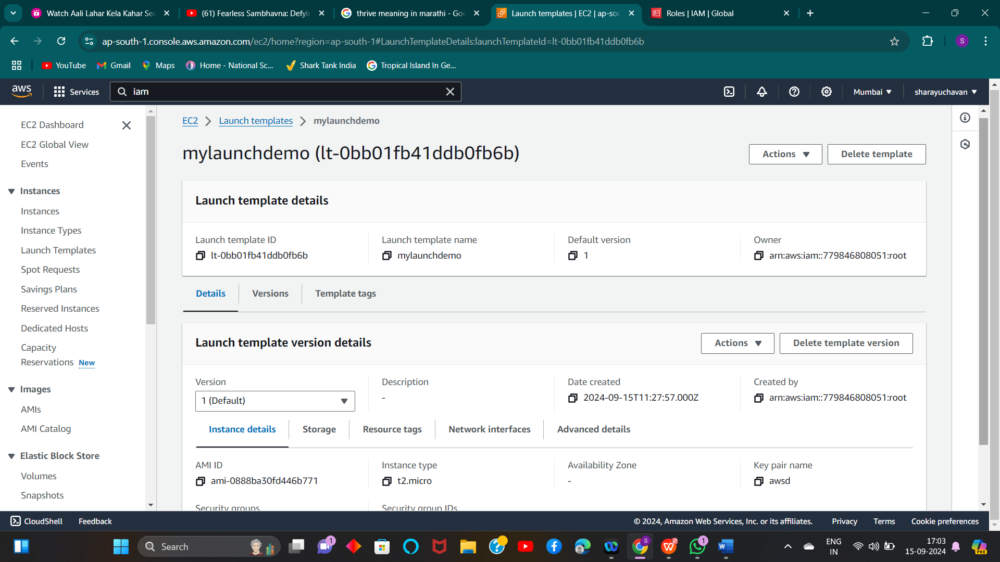 Watch Aali Lahar Kela Kahar Sea
(61) Fearless Sambhavna: Defyin
thrive meaning in marathi - Goo
Launch templates | EC2 | ap-sou
Roles | IAM | Global
ap-south-1.console.aws.amazon.com/ec2/home?region=ap-south-1#LaunchTemplateDetails:launchTemplateId=lt-0bb01fb41ddb0fb6b
S
YouTube
Gmail
Maps
Home - National Sc...
Shark Tank India
Tropical Island In Ge...
aws
Services
iam
Mumbai
sharayuchavan
EC2 Dashboard
EC2 Global View
Events
Instances
Instances
Instance Types
Launch Templates
Spot Requests
Savings Plans
Reserved Instances
Dedicated Hosts
Capacity
Reservations New
Images
AMIs
AMI Catalog
Elastic Block Store
Volumes
Snapshots
EC2 > Launch templates > mylaunchdemo
mylaunchdemo (lt-0bb01fb41ddb0fb6b)
Actions
Delete template
Launch template details
Launch template ID
lt-0bb01fb41ddb0fb6b
Launch template name
mylaunchdemo
Default version
1
Owner
arn:aws:iam::779846808051:root
Details
Versions
Template tags
Launch template version details
Actions
Delete template version
Version
1 (Default)
Description
-
Date created
2024-09-15T11:27:57.000Z
Created by
arn:aws:iam::779846808051:root
Instance details
Storage
Resource tags
Network interfaces
Advanced details
AMI ID
ami-0888ba30fd446b771
Instance type
t2.micro
Availability Zone
-
Key pair name
awsd
Security groups
Security group IDs
CloudShell
Feedback
© 2024, Amazon Web Services, Inc. or its affiliates.
Privacy
Terms
Cookie preferences
Search
1
S
1
ENG
IN
17:03
15-09-2024
PRE